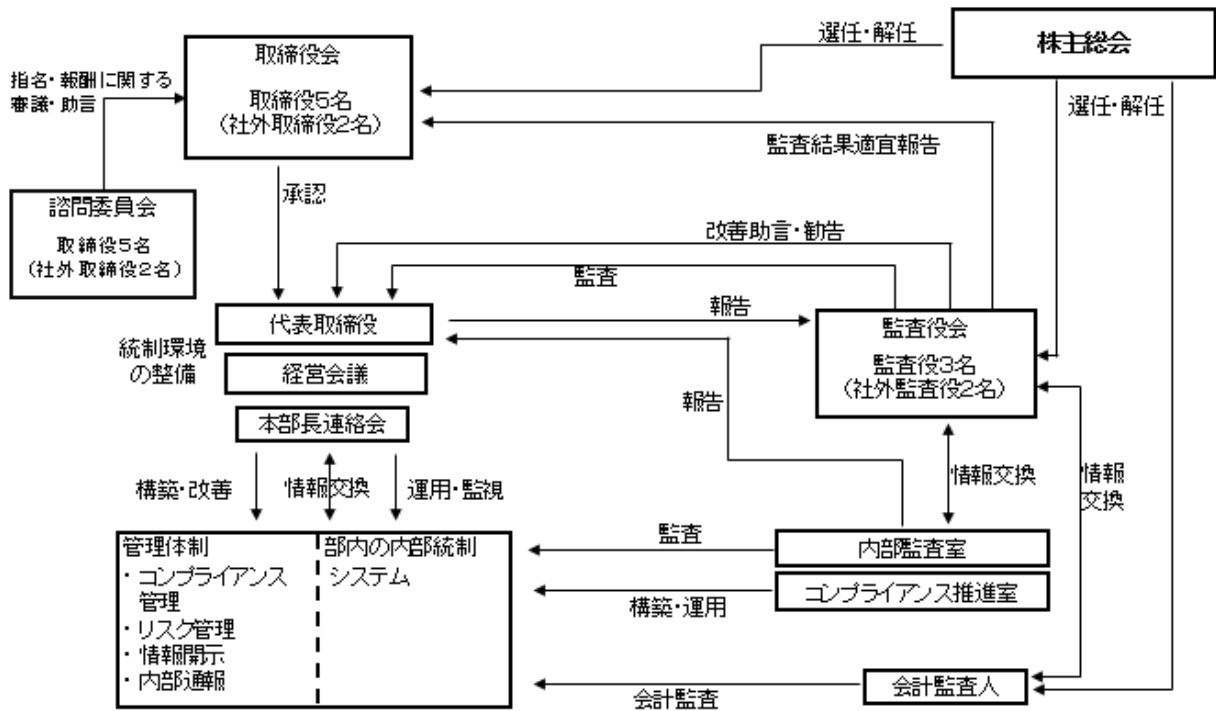 選任・解任
株主総会
取締役会
取締役5名
(社外取締役2名)
指名・報酬に関する
審議・助言
選任・解任
監査結果適宜報告
承認
諮問委員会
取締役5名
(社外取締役2名)
改善助言・勧告
監査
代表取締役
報告
監査役会
監査役3名
(社外監査役2名)
統制環境
の整備
経営会議
報告
本部長連絡会
構築・改善
情報交換
運用・監視
情報交換
情報
交換
管理体制
・コンプライアンス
管理
・リスク管理
・情報開示
・内部通報
部内の内部統制
システム
監査
内部監査室
コンプライアンス推進室
構築・運用
会計監査
会計監査人